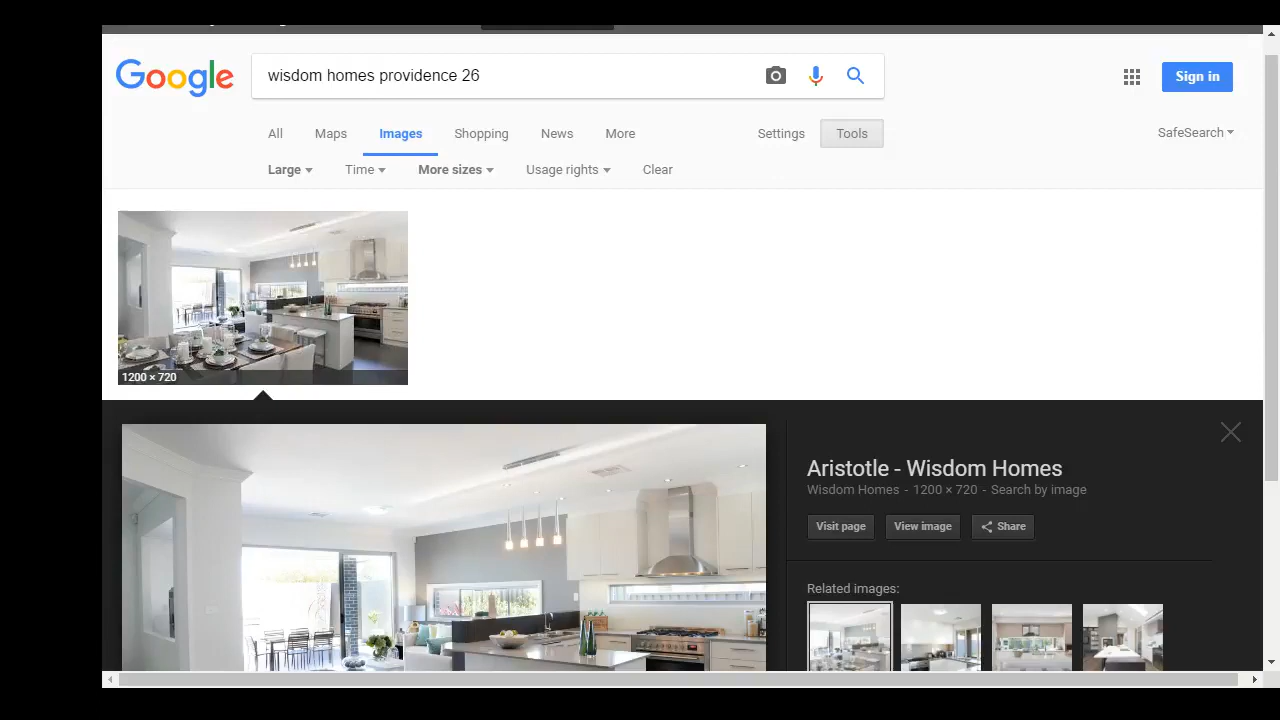 Google
wisdom homes providence 26
Sign in
All Maps Images Shopping News More Settings Tools
SafeSearch
Large Time More sizes Usage rights Clear
1200 × 720
Aristotle - Wisdom Homes
Wisdom Homes - 1200 × 720 - Search by image
Visit page View image Share
Related images: